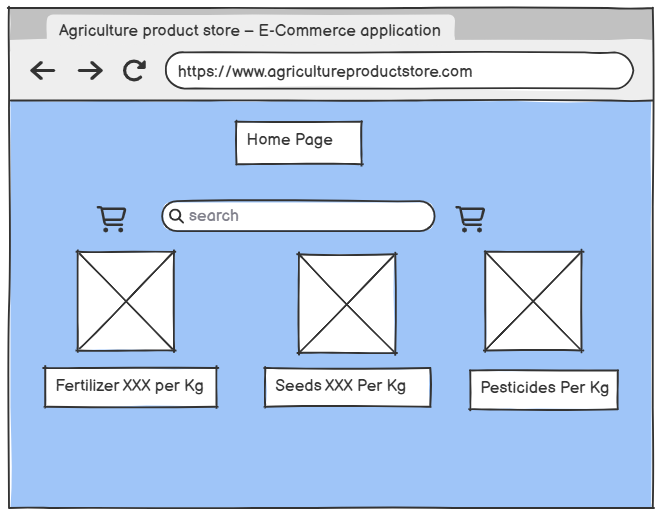 Agriculture product store – E-Commerce application
https://www.agricultureproductstore.com
Home Page
search
Fertilizer XXX per Kg
Seeds XXX Per Kg
Pesticides Per Kg